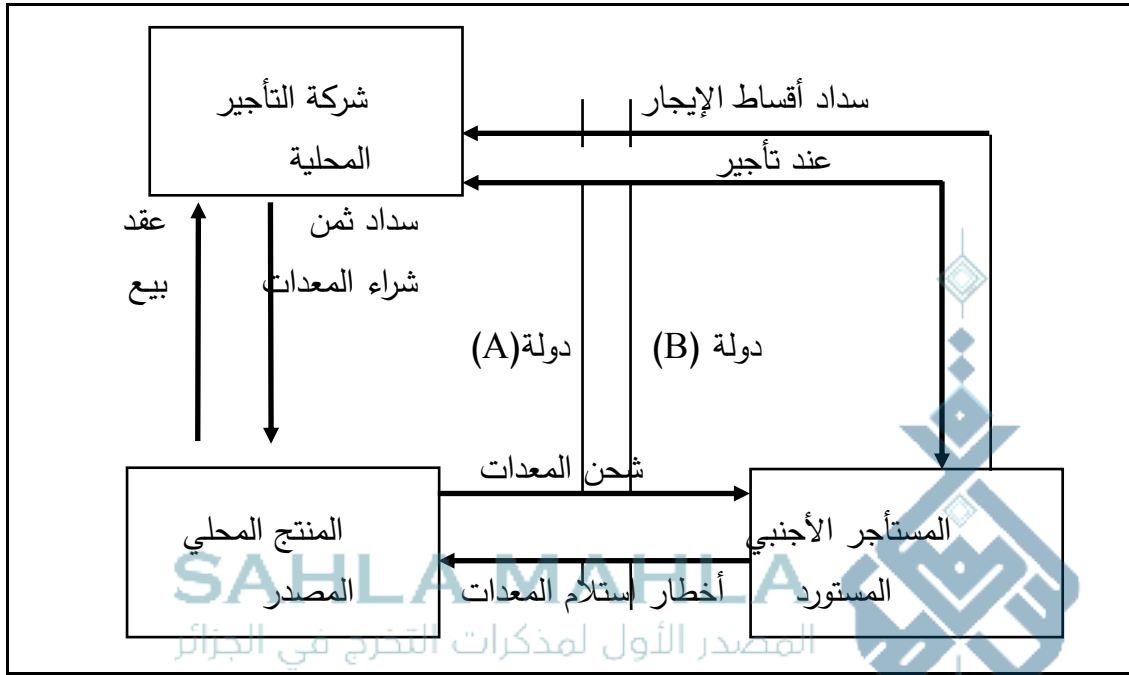 شركة التأجير
المحلية
سداد أقساط الإيجار
عند تأجير
عقد
بيع
سداد ثمن
شراء المعدات
دولة(A)
دولة (B)
شحن المعدات
المنتج المحلي
المصدر
المستأجر الأجنبي
المستورد
أخطار استلام المعدات
SAHLA MAHLA
المصدر الأول لمذكرات التخرج في الجزائر